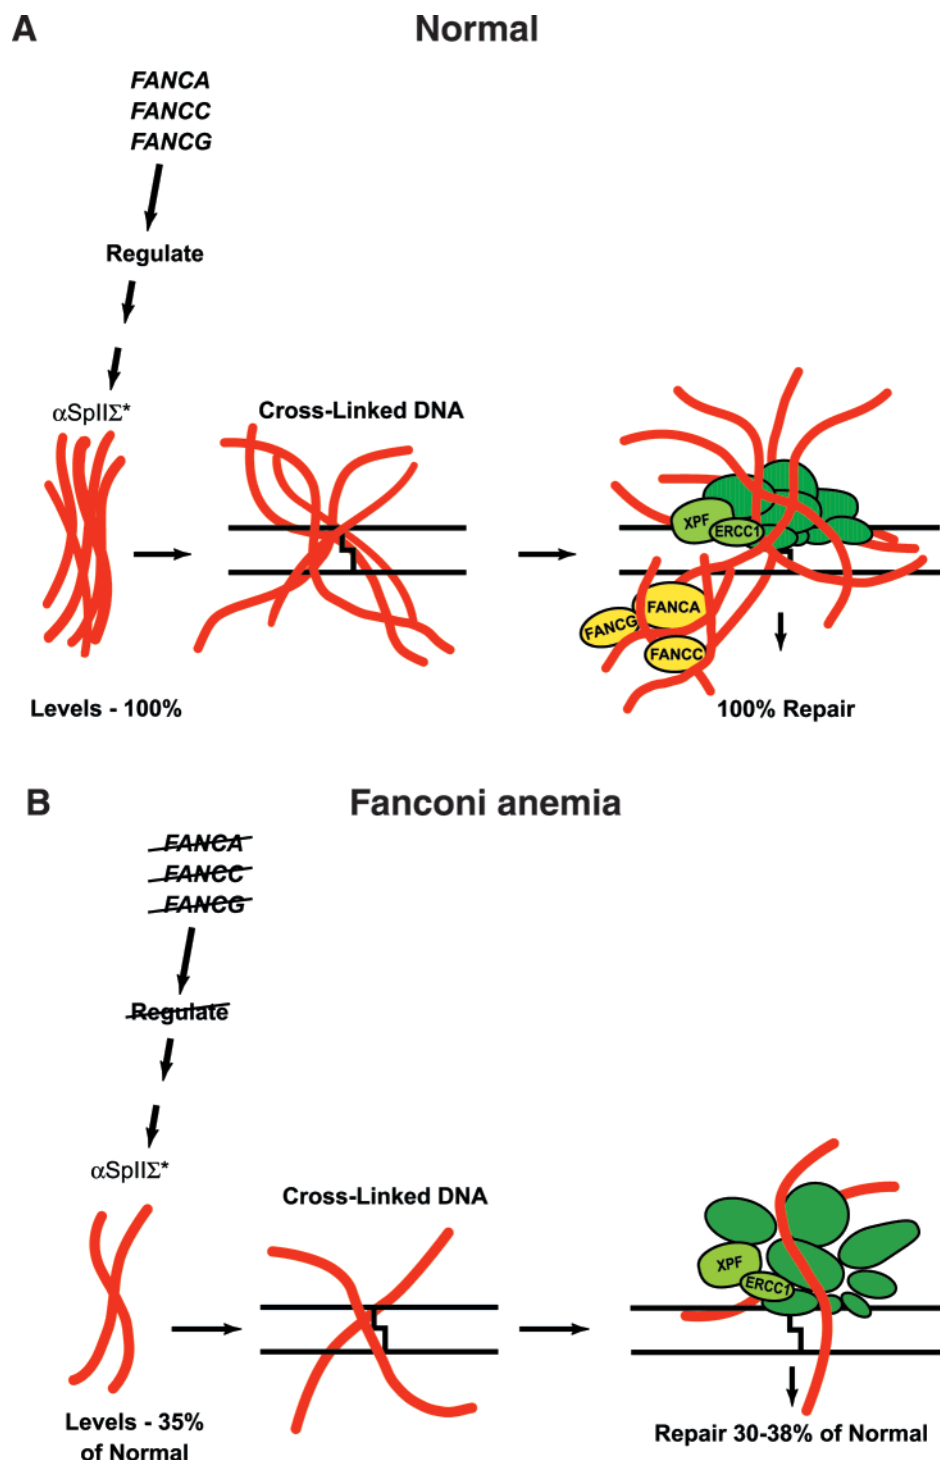 A
Normal
FANCA
FANCC
FANCG
Regulate
αSpIIΣ*
Cross-Linked DNA
XPF
ERCC1
FANCA
FANCG
FANCC
Levels - 100%
100% Repair
B
Fanconi anemia
FANCA
FANCC
FANCG
Regulate
αSpIIΣ*
Cross-Linked DNA
XPF
ERCC1
Levels - 35%
of Normal
Repair 30-38% of Normal